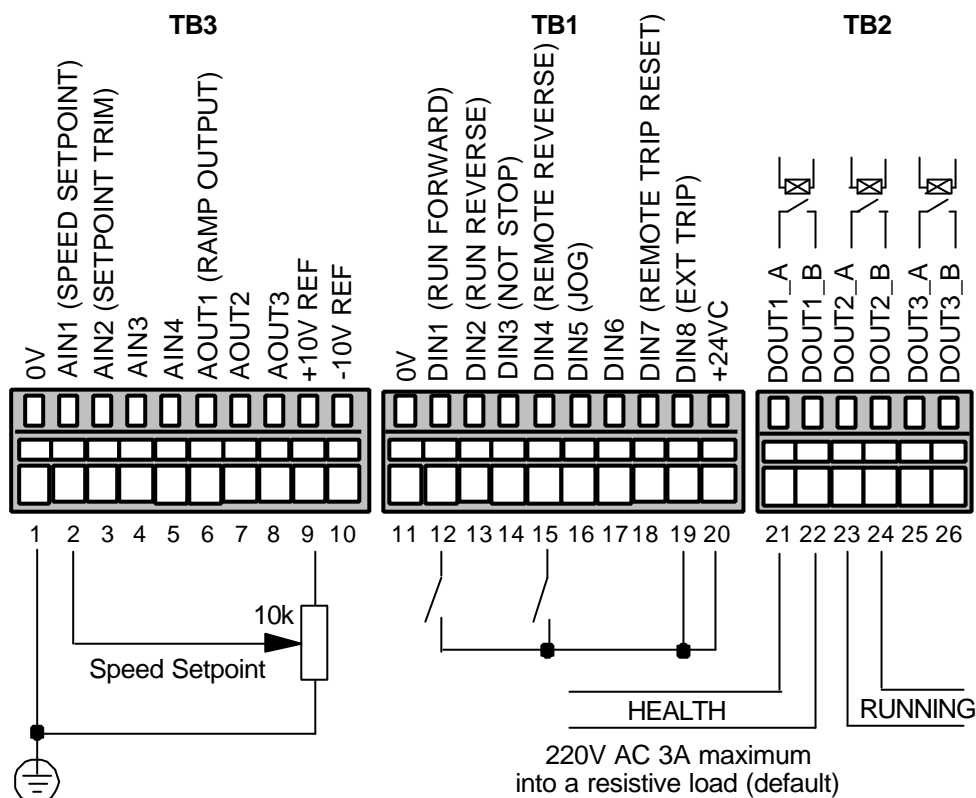 TB3
TB1
TB2
0V
AIN1 (SPEED SETPOINT)
AIN2 (SETPOINT TRIM)
AIN3
AIN4
AOUT1 (RAMP OUTPUT)
AOUT2
AOUT3
+10V REF
-10V REF
0V
DIN1 (RUN FORWARD)
DIN2 (RUN REVERSE)
DIN3 (NOT STOP)
DIN4 (REMOTE REVERSE)
DIN5 (JOG)
DIN6
DIN7 (REMOTE TRIP RESET)
DIN8 (EXT TRIP)
+24VC
DOUT1_A
DOUT1_B
DOUT2_A
DOUT2_B
DOUT3_A
DOUT3_B
1 2 3 4 5 6 7 8 9 10
11 12 13 14 15 16 17 18 19 20
21 22 23 24 25 26
10k
Speed Setpoint
HEALTH
RUNNING
220V AC 3A maximum
into a resistive load (default)